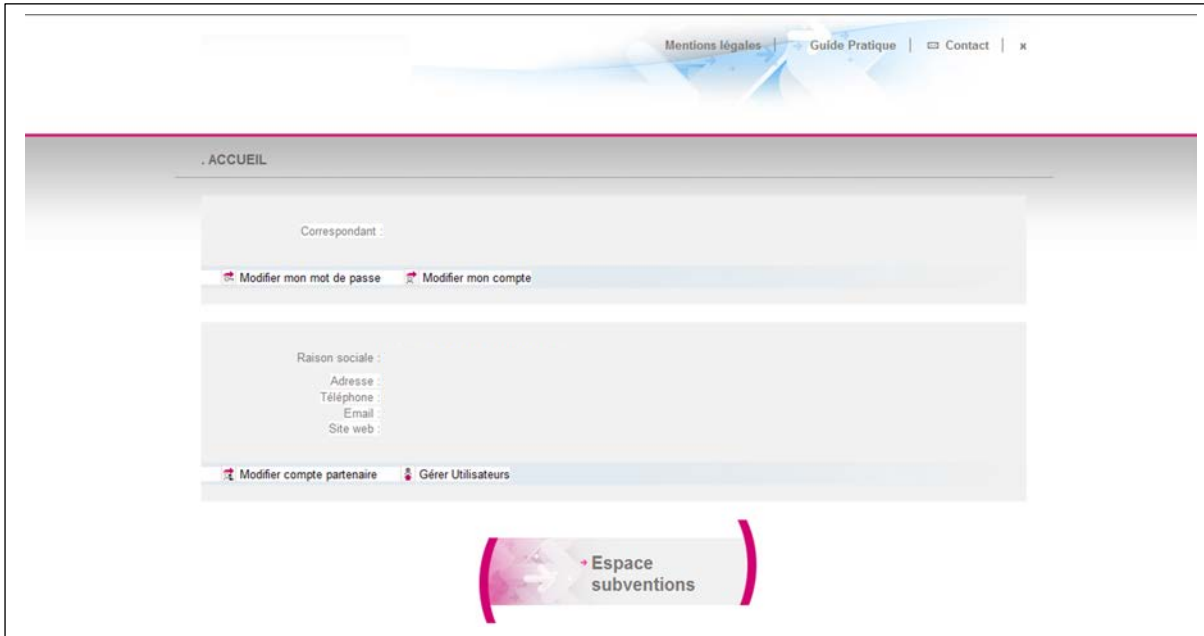 Mentions légales | Guide Pratique | Contact | x
. ACCUEIL
Correspondant :
Modifier mon mot de passe Modifier mon compte
Raison sociale :
Adresse :
Téléphone :
Email :
Site web :
Modifier compte partenaire Gérer Utilisateurs
Espace
subventions